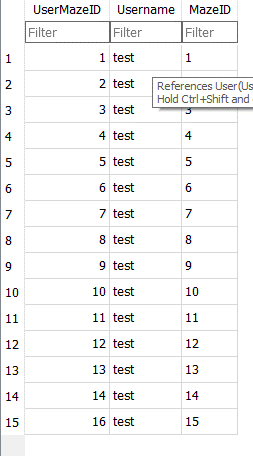 UserMazeID Username MazeID
Filter Filter Filter
1 1 test 1
2 2 test
References User(Us
3 3 test 3
Hold Ctrl+Shift and
4 4 test 4
5 5 test 5
6 6 test 6
7 7 test 7
8 8 test 8
9 9 test 9
10 10 test 10
11 11 test 11
12 12 test 12
13 13 test 13
14 14 test 14
15 16 test 15